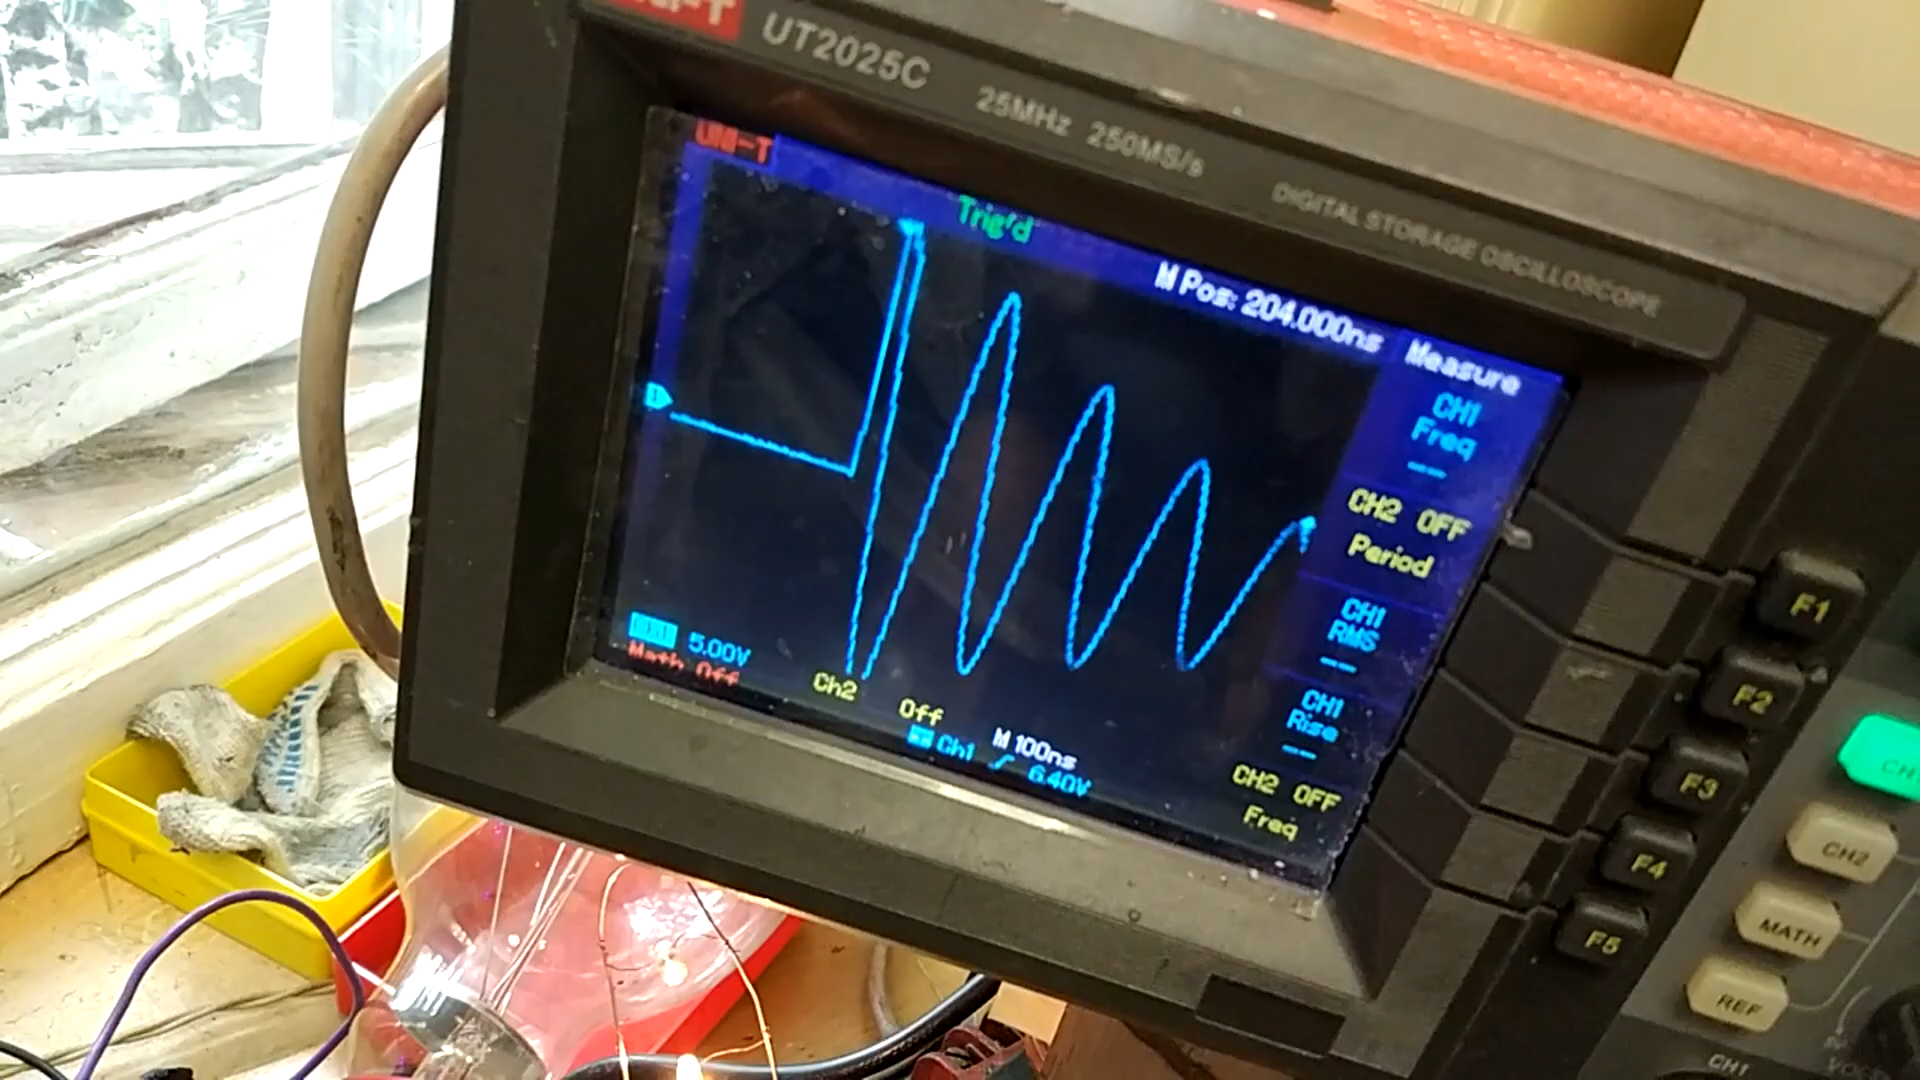 UT2025C
25MHz 250MS/s
DIGITAL STORAGE OSCILLOSCOPE
UNI-T
Trig'd
M Pos: 204.000ns
Measure
CH1
Freq
---
CH2 OFF
Period
CH1
RMS
---
CH1
Rise
---
CH2 OFF
Freq
5.00V
Math Off
Ch2 Off
M 100ns
Ch1 6.40V
F1
F2
F3
F4
F5
CH2
MATH
REF
CH1